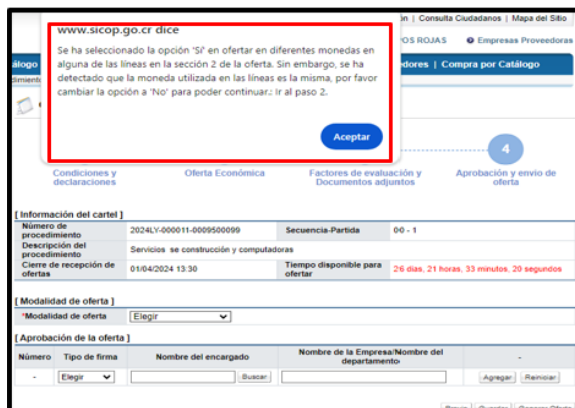 www.sicop.go.cr dice
ón | Consulta Ciudadanos | Mapa del Sitio
Se ha seleccionado la opción 'Sí' en ofertar en diferentes monedas en
alguna de las líneas en la sección 2 de la oferta. Sin embargo, se ha
detectado que la moneda utilizada en las líneas es la misma, por favor
cambiar la opción a 'No' para poder continuar.: Ir al paso 2.
Aceptar
OS ROJAS Empresas Proveedoras
álogo
edores | Compra por Catálogo
dimiento
4
Condiciones y declaraciones
Oferta Económica
Factores de evaluación y Documentos adjuntos
Aprobación y envio de oferta
[ Información del cartel ]
Número de procedimiento 2024LY-000011-0009500099 Secuencia-Partida 00 - 1
Descripción del procedimiento Servicios se construcción y computadoras
Cierre de recepción de ofertas 01/04/2024 13:30 Tiempo disponible para ofertar 26 dias, 21 horas, 33 minutos, 20 segundos
[ Modalidad de oferta ]
*Modalidad de oferta Elegir
[ Aprobación de la oferta ]
Número Tipo de firma Nombre del encargado Nombre de la Empresa/Nombre del departamento -
- Elegir Buscar Agregar Reiniciar